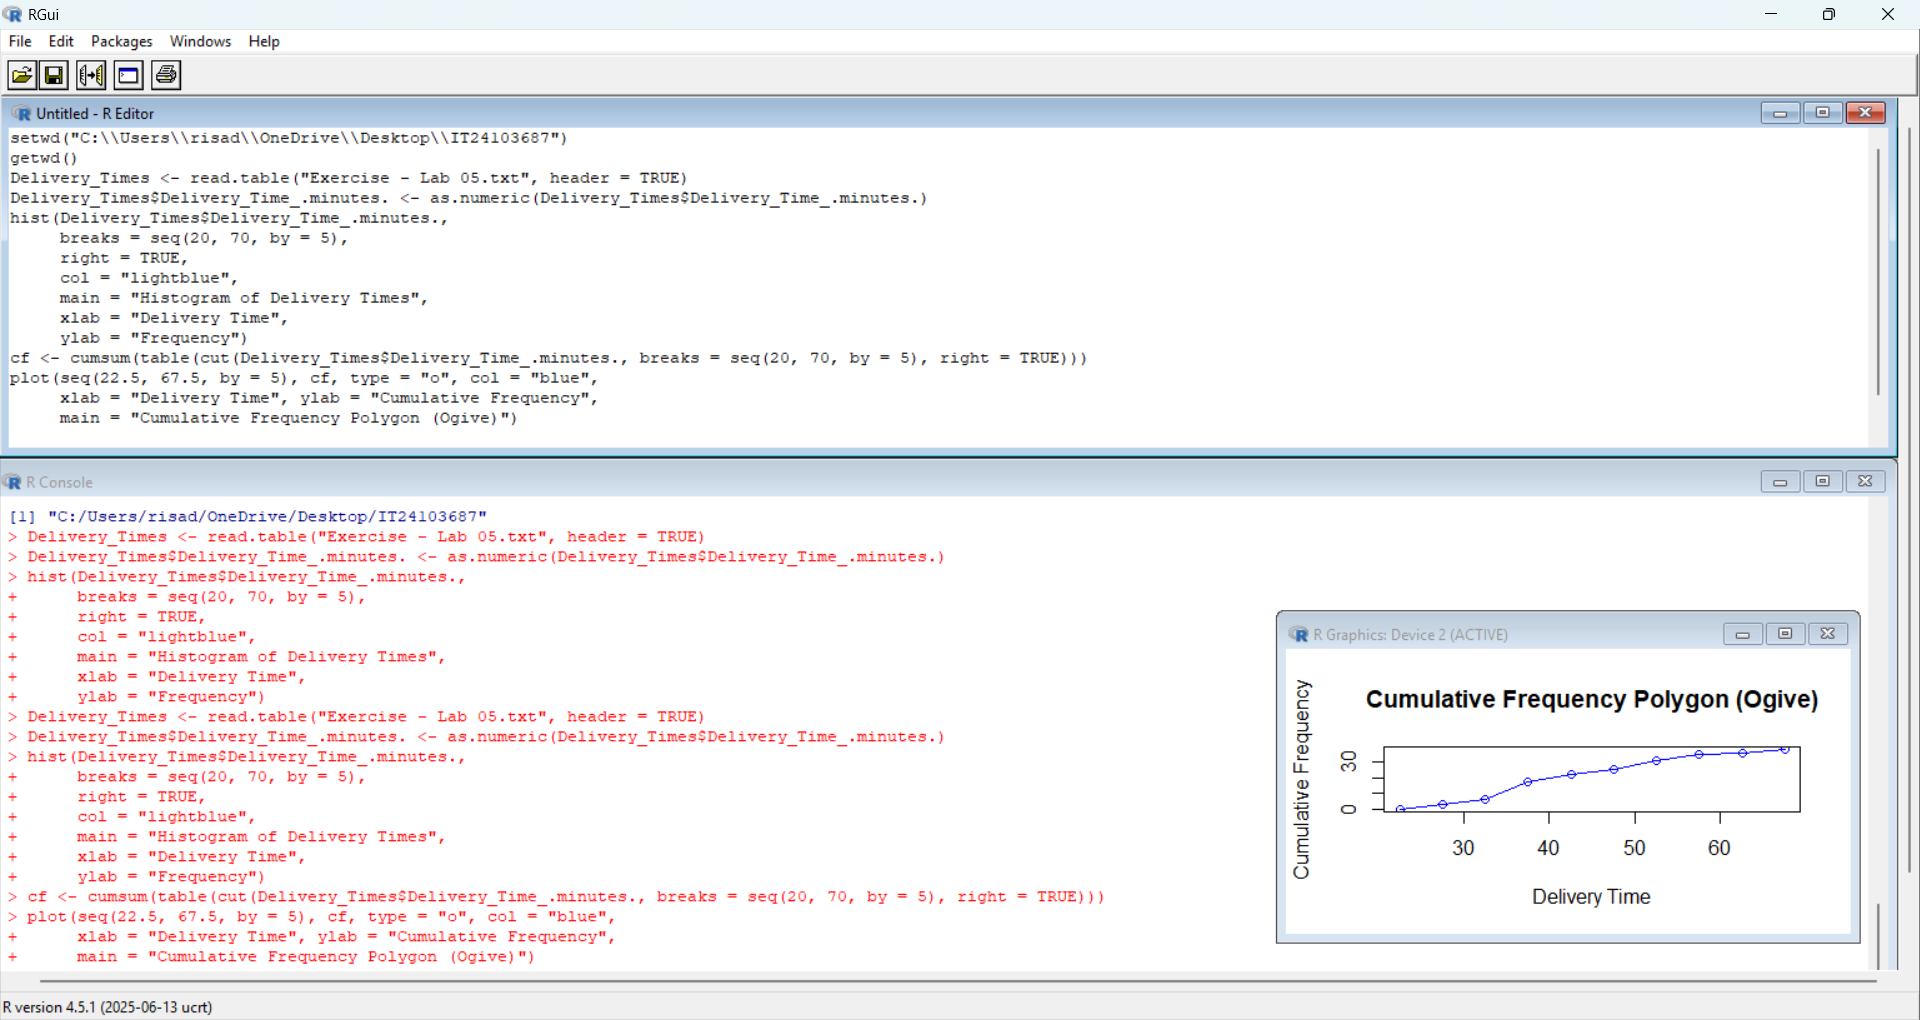 RGui
File Edit Packages Windows Help
Untitled - R Editor
setwd("C:\\Users\\risad\\OneDrive\\Desktop\\IT24103687")
getwd()
Delivery_Times <- read.table("Exercise - Lab 05.txt", header = TRUE)
Delivery_Times$Delivery_Time_.minutes. <- as.numeric(Delivery_Times$Delivery_Time_.minutes.)
hist(Delivery_Times$Delivery_Time_.minutes.,
     breaks = seq(20, 70, by = 5),
     right = TRUE,
     col = "lightblue",
     main = "Histogram of Delivery Times",
     xlab = "Delivery Time",
     ylab = "Frequency")
cf <- cumsum(table(cut(Delivery_Times$Delivery_Time_.minutes., breaks = seq(20, 70, by = 5), right = TRUE)))
plot(seq(22.5, 67.5, by = 5), cf, type = "o", col = "blue",
     xlab = "Delivery Time", ylab = "Cumulative Frequency",
     main = "Cumulative Frequency Polygon (Ogive)")
R Console
[1] "C:/Users/risad/OneDrive/Desktop/IT24103687"
> Delivery_Times <- read.table("Exercise - Lab 05.txt", header = TRUE)
> Delivery_Times$Delivery_Time_.minutes. <- as.numeric(Delivery_Times$Delivery_Time_.minutes.)
> hist(Delivery_Times$Delivery_Time_.minutes.,
+      breaks = seq(20, 70, by = 5),
+      right = TRUE,
+      col = "lightblue",
+      main = "Histogram of Delivery Times",
+      xlab = "Delivery Time",
+      ylab = "Frequency")
> Delivery_Times <- read.table("Exercise - Lab 05.txt", header = TRUE)
> Delivery_Times$Delivery_Time_.minutes. <- as.numeric(Delivery_Times$Delivery_Time_.minutes.)
> hist(Delivery_Times$Delivery_Time_.minutes.,
+      breaks = seq(20, 70, by = 5),
+      right = TRUE,
+      col = "lightblue",
+      main = "Histogram of Delivery Times",
+      xlab = "Delivery Time",
+      ylab = "Frequency")
> cf <- cumsum(table(cut(Delivery_Times$Delivery_Time_.minutes., breaks = seq(20, 70, by = 5), right = TRUE)))
> plot(seq(22.5, 67.5, by = 5), cf, type = "o", col = "blue",
+      xlab = "Delivery Time", ylab = "Cumulative Frequency",
+      main = "Cumulative Frequency Polygon (Ogive)")
R Graphics: Device 2 (ACTIVE)
Cumulative Frequency Polygon (Ogive)
Cumulative Frequency
30
0
30 40 50 60
Delivery Time
R version 4.5.1 (2025-06-13 ucrt)